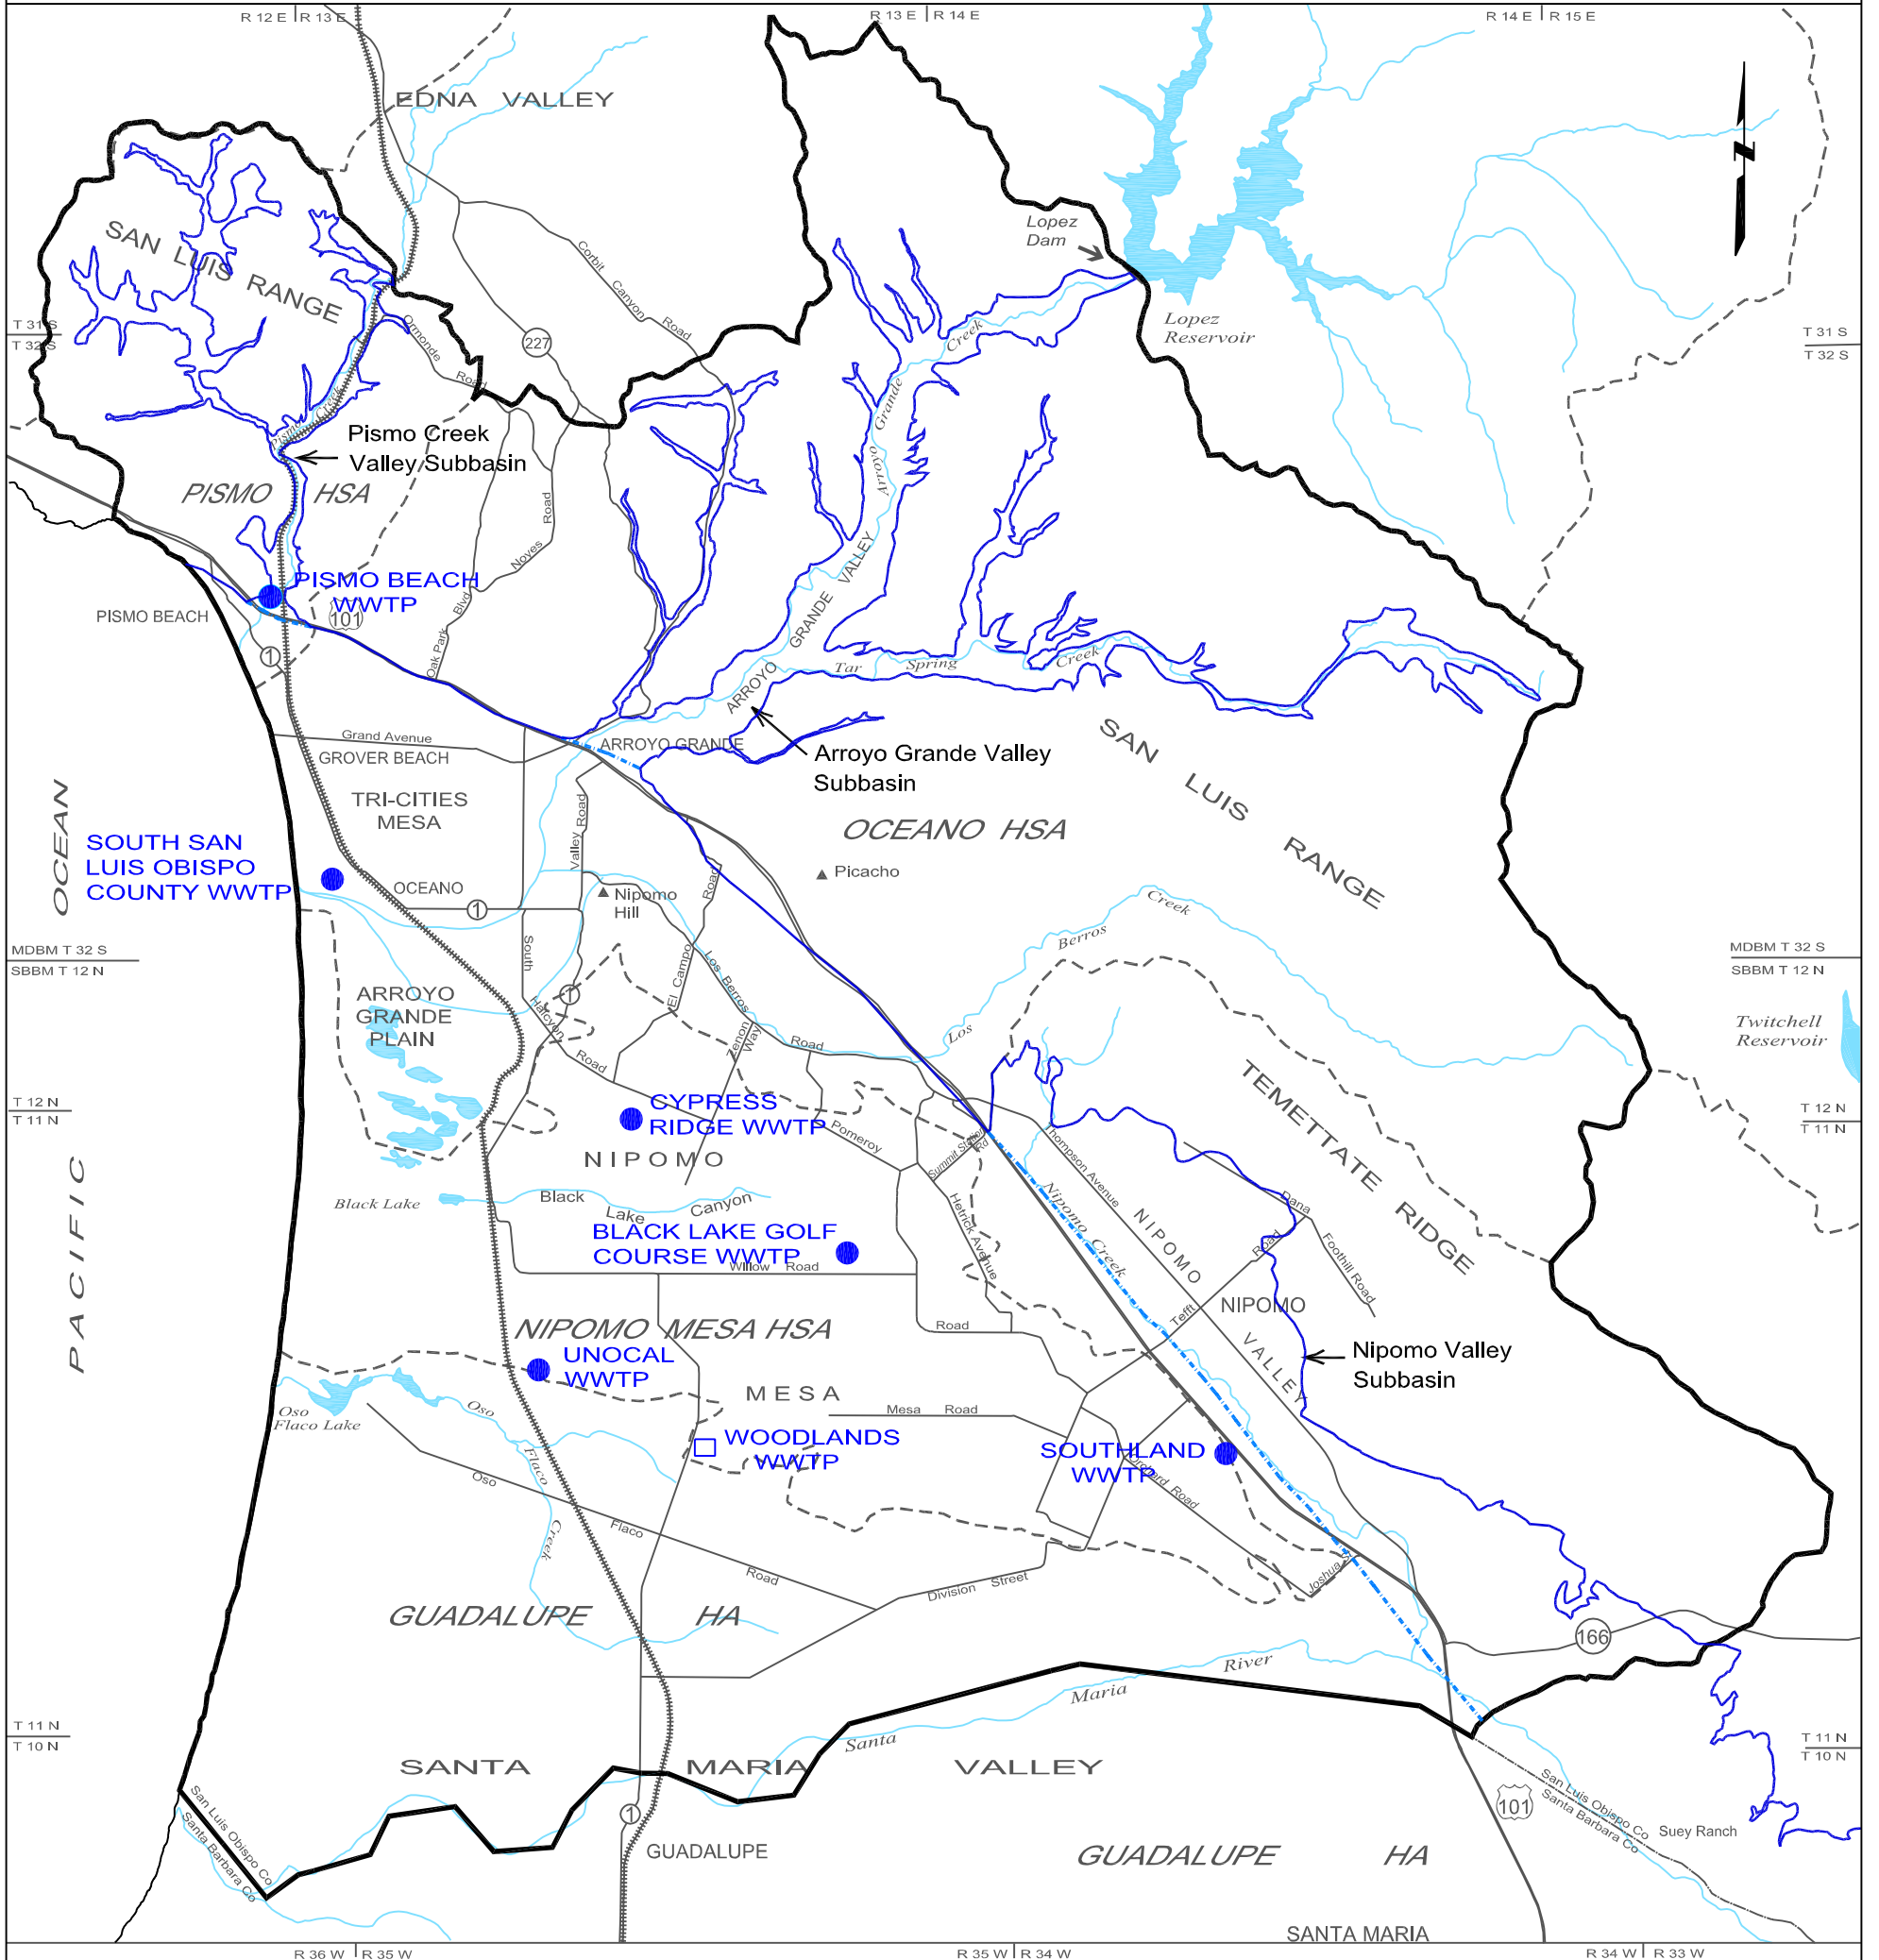 R 12 E R 13 E
R 13 E R 14 E
R 14 E R 15 E
EDNA VALLEY
SAN LUIS RANGE
Lopez
Dam
Lopez
Reservoir
N
Corbit Canyon Road
227
Ormonde Road
T 31 S
T 32 S
T 31 S
T 32 S
Pismo Creek
Pismo Creek
Valley Subbasin
PISMO HSA
Arroyo Grande Creek
Noyes Road
Oak Park Blvd
PISMO BEACH
WWTP
101
PISMO BEACH
1
ARROYO GRANDE VALLEY
Tar Spring Creek
Grand Avenue
GROVER BEACH
ARROYO GRANDE
Arroyo Grande Valley
Subbasin
SAN LUIS RANGE
TRI-CITIES
MESA
OCEANO HSA
PACIFIC OCEAN
SOUTH SAN
LUIS OBISPO
COUNTY WWTP
OCEANO
1
Valley Road
Nipomo
Hill
Picacho
South Halcyon Road
El Campo Road
Los Berros Road
Zenon
Way
Los Berros Creek
MDBM T 32 S
SBBM T 12 N
MDBM T 32 S
SBBM T 12 N
ARROYO
GRANDE
PLAIN
1
Twitchell
Reservoir
TEMETTATE RIDGE
T 12 N
T 11 N
T 12 N
T 11 N
CYPRESS
RIDGE WWTP
NIPOMO
Pomeroy
Summit Station
Rd
Thompson Avenue
Black Lake
Black Lake Canyon
BLACK LAKE GOLF
COURSE WWTP
Willow Road
Hetrick Avenue
Nipomo Creek
NIPOMO VALLEY
Dana
Foothill Road
Tefft Road
NIPOMO
Road
NIPOMO MESA HSA
UNOCAL
WWTP
MESA
Nipomo Valley
Subbasin
Oso
Flaco Lake
Oso Flaco Creek
Mesa Road
WOODLANDS
WWTP
SOUTHLAND
WWTP
Orchard Road
Oso Flaco Road
Division Street
Joshua
GUADALUPE HA
166
Santa Maria River
T 11 N
T 10 N
T 11 N
T 10 N
SANTA MARIA VALLEY
San Luis Obispo Co
Santa Barbara Co
1
GUADALUPE
101
San Luis Obispo Co
Santa Barbara Co
Suey Ranch
GUADALUPE HA
SANTA MARIA
R 36 W R 35 W
R 35 W R 34 W
R 34 W R 33 W